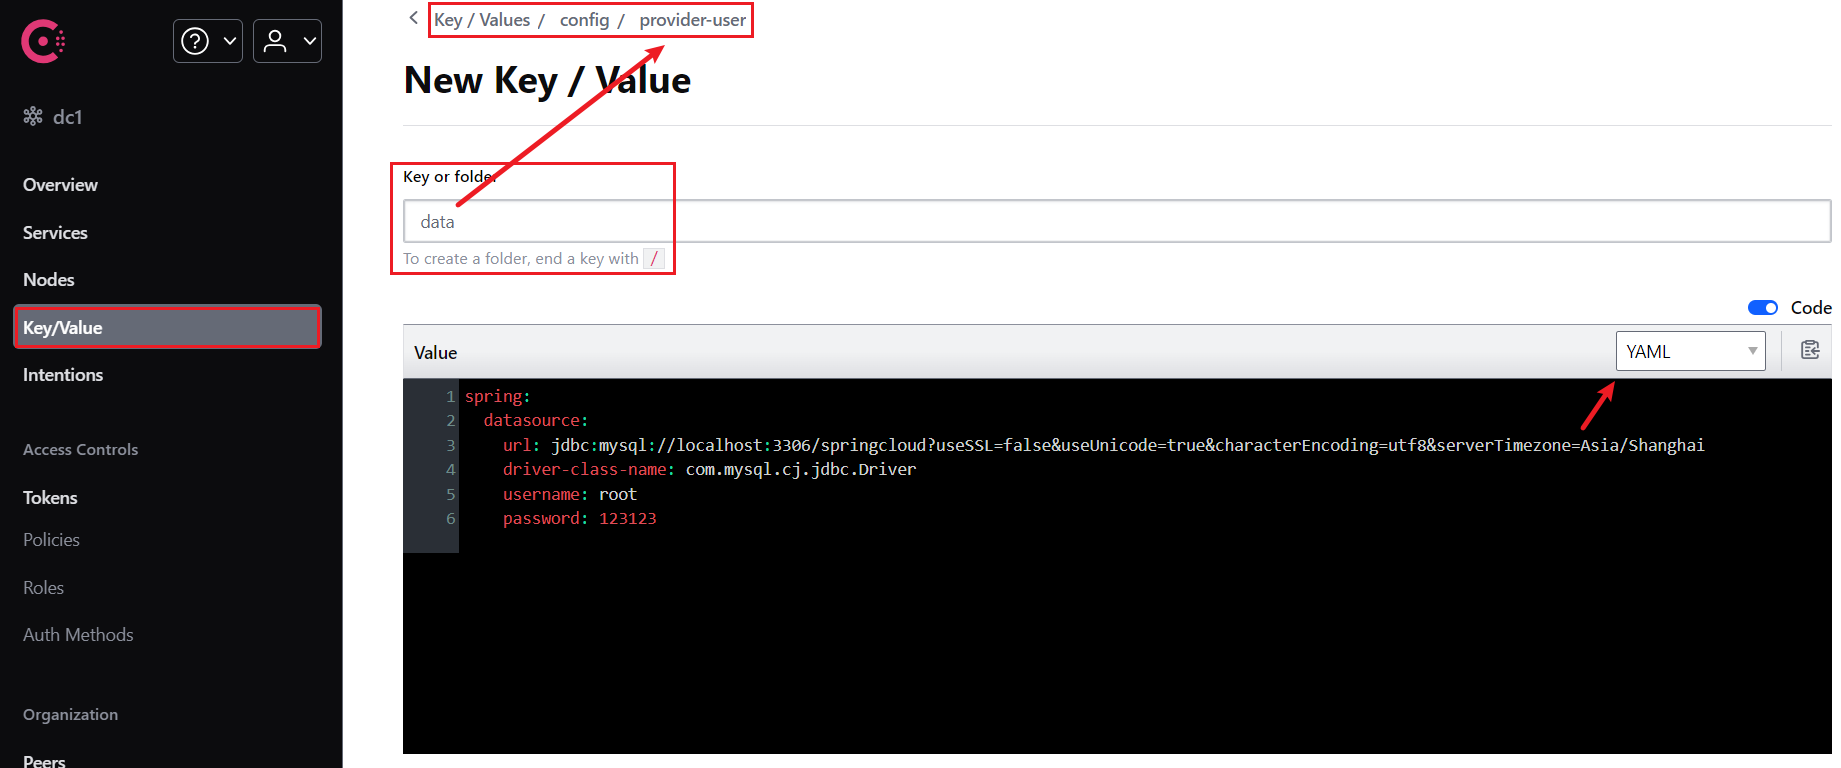 dc1
Overview
Services
Nodes
Key/Value
Intentions
Access Controls
Tokens
Policies
Roles
Auth Methods
Organization
Peers
Key / Values / config / provider-user
New Key / Value
Key or folder
data
To create a folder, end a key with /
Code
Value
YAML
1 spring:
2 datasource:
3 url: jdbc:mysql://localhost:3306/springcloud?useSSL=false&useUnicode=true&characterEncoding=utf8&serverTimezone=Asia/Shanghai
4 driver-class-name: com.mysql.cj.jdbc.Driver
5 username: root
6 password: 123123